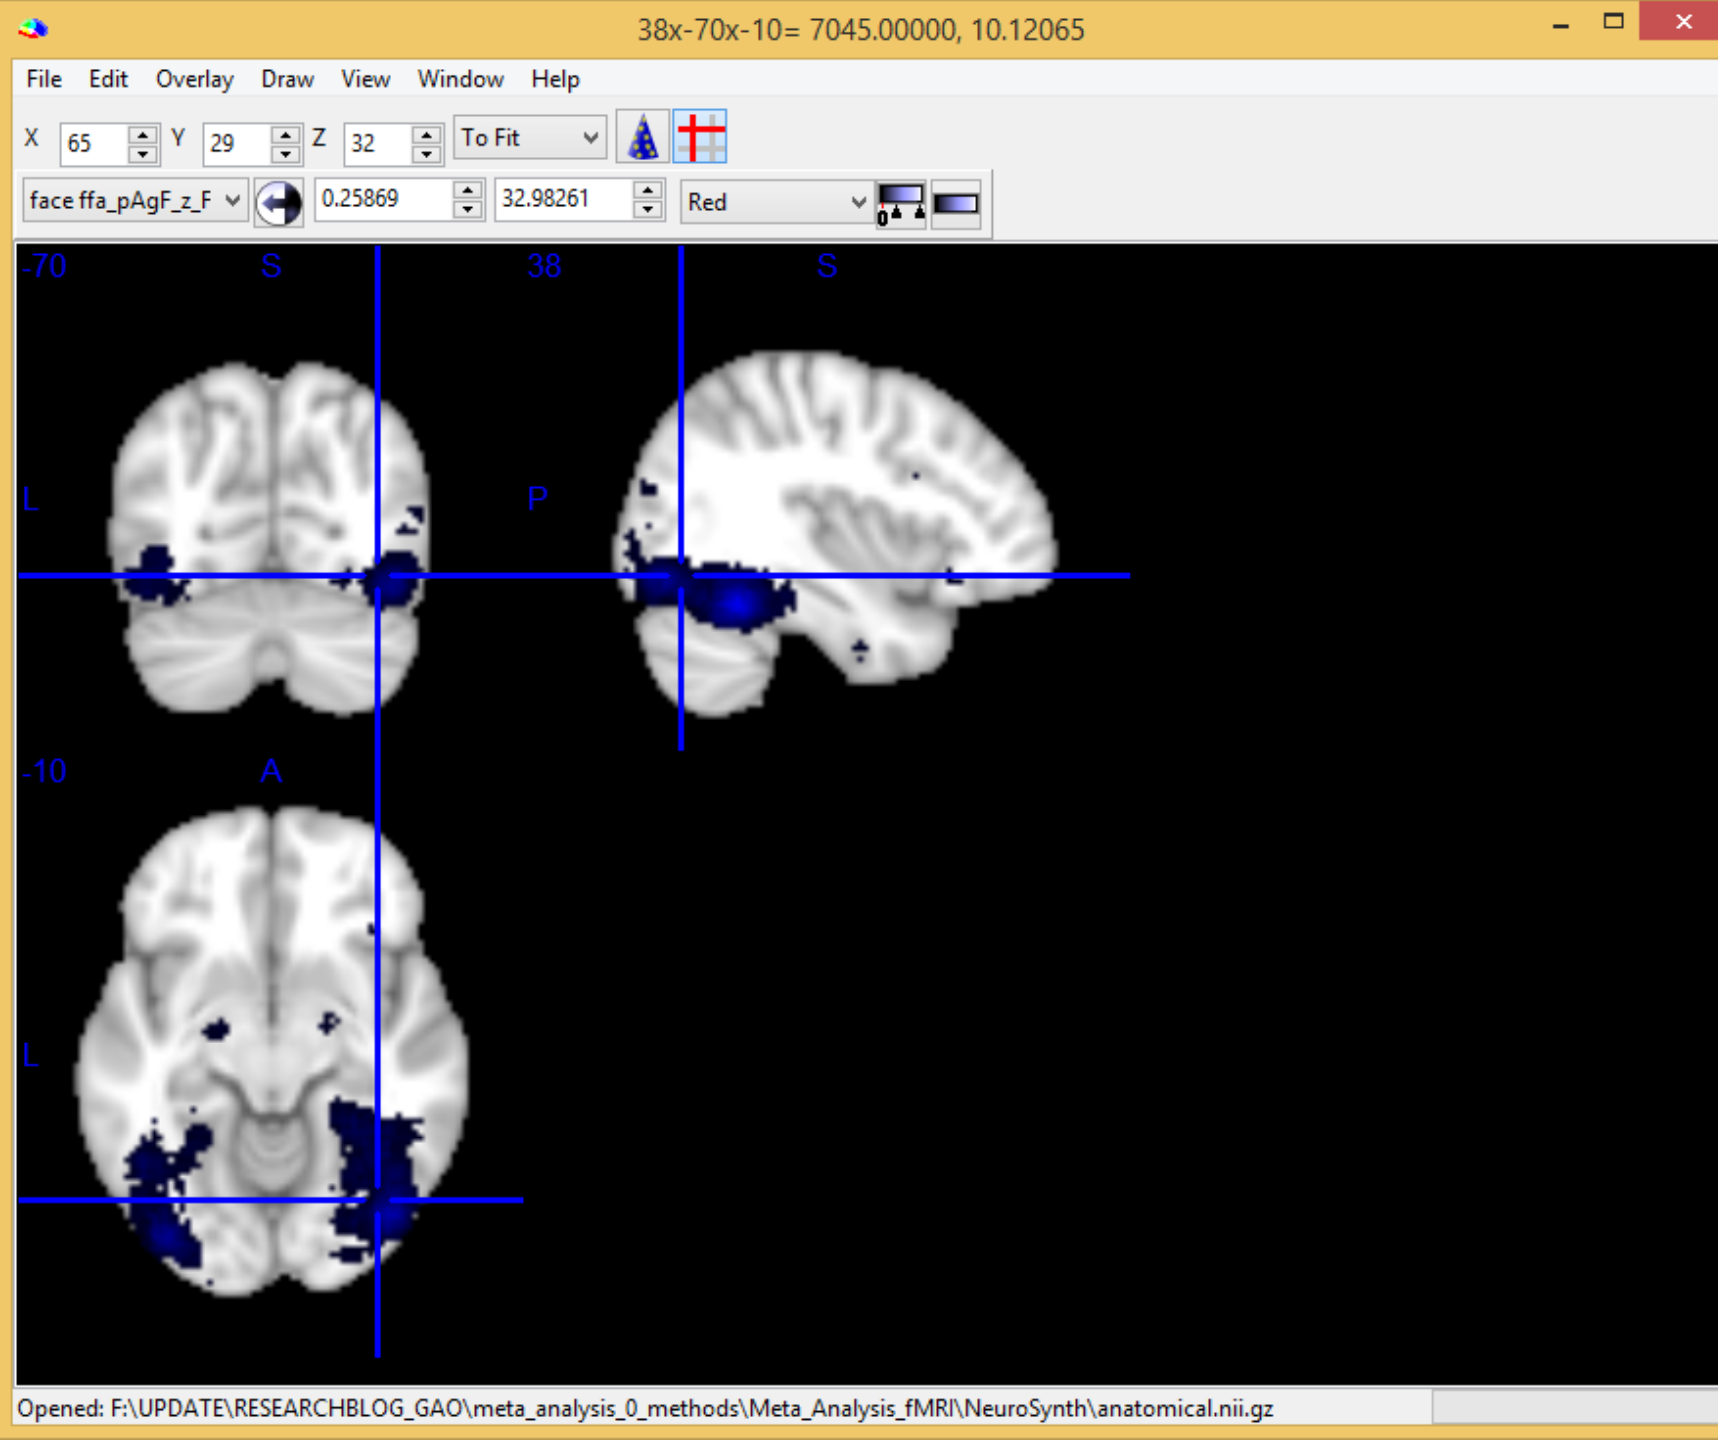 38x-70x-10= 7045.00000, 10.12065
File Edit Overlay Draw View Window Help
X 65 Y 29 Z 32 To Fit
face ffa_pAgF_z_F 0.25869 32.98261 Red
0
-70 S 38 S
L P
-10 A
L
Opened: F:\UPDATE\RESEARCHBLOG_GAO\meta_analysis_0_methods\Meta_Analysis_fMRI\NeuroSynth\anatomical.nii.gz